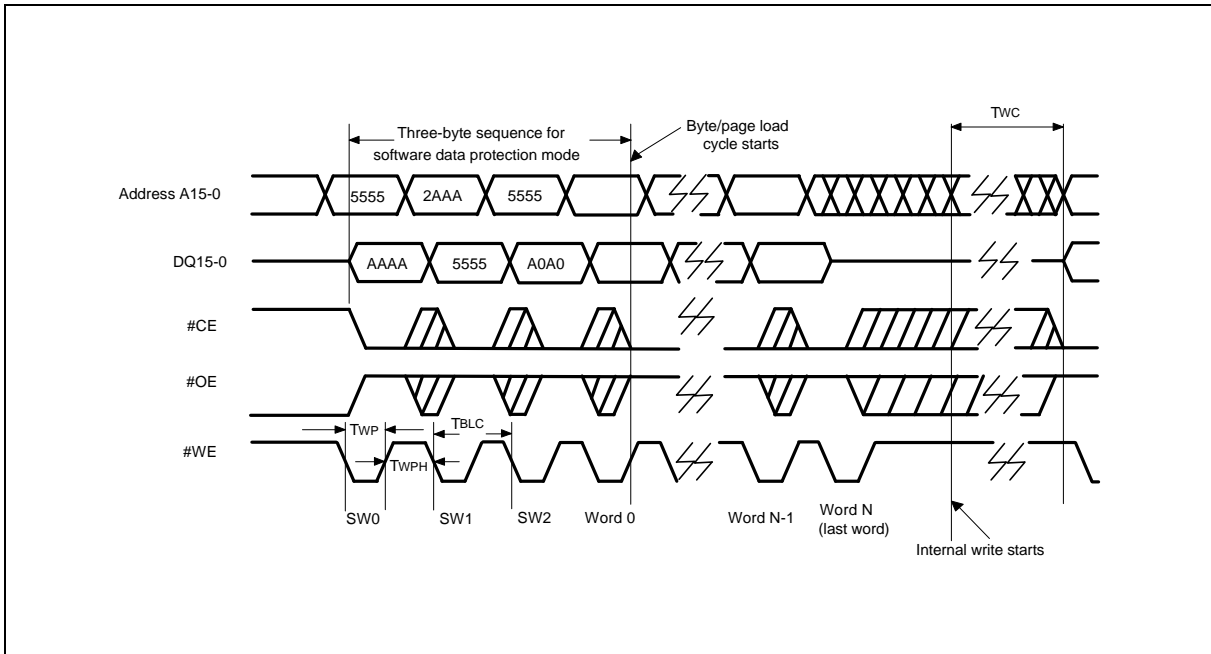 TWC
Three-byte sequence for
software data protection mode
Byte/page load
cycle starts
Address A15-0
5555 2AAA 5555
DQ15-0
AAAA 5555 A0A0
#CE
#OE
TWP
TBLC
#WE
TWPH
SW0 SW1 SW2 Word 0 Word N-1 Word N
(last word)
Internal write starts